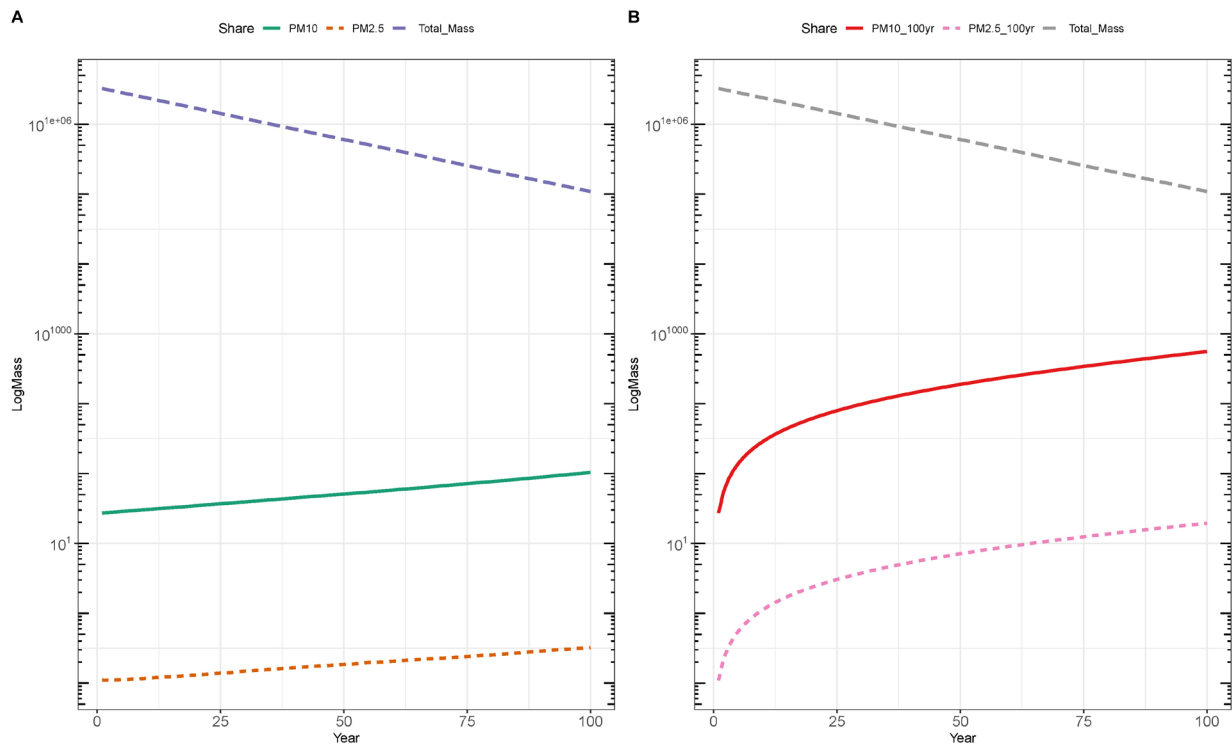 A
Share PM10 PM2.5 Total_Mass
LogMass
10^1e+06
10^1000
10^1
0 25 50 75 100
Year
B
Share PM10_100yr PM2.5_100yr Total_Mass
LogMass
10^1e+06
10^1000
10^1
0 25 50 75 100
Year